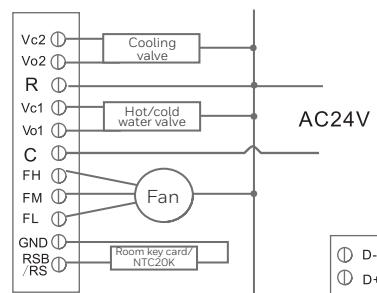 Vc2
Cooling
valve
Vo2
R
Vc1
Hot/cold
water valve
AC24V
Vo1
C
FH
FM
Fan
FL
GND
Room key card/
NTC20K
RSB
/RS
D-
D+